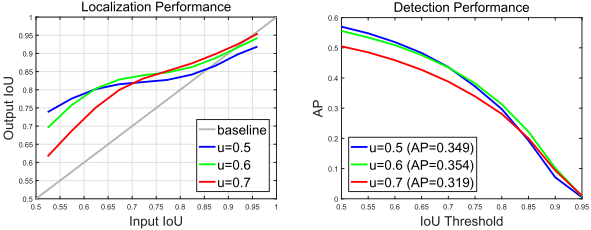 Localization Performance
1
0.95
0.9
0.85
0.8
0.75
0.7
0.65
0.6
0.55
0.5
Output IoU
baseline
u=0.5
u=0.6
u=0.7
0.5 0.55 0.6 0.65 0.7 0.75 0.8 0.85 0.9 0.95 1
Input IoU
Detection Performance
0.6
0.5
0.4
0.3
0.2
0.1
0
AP
u=0.5 (AP=0.349)
u=0.6 (AP=0.354)
u=0.7 (AP=0.319)
0.5 0.55 0.6 0.65 0.7 0.75 0.8 0.85 0.9 0.95
IoU Threshold